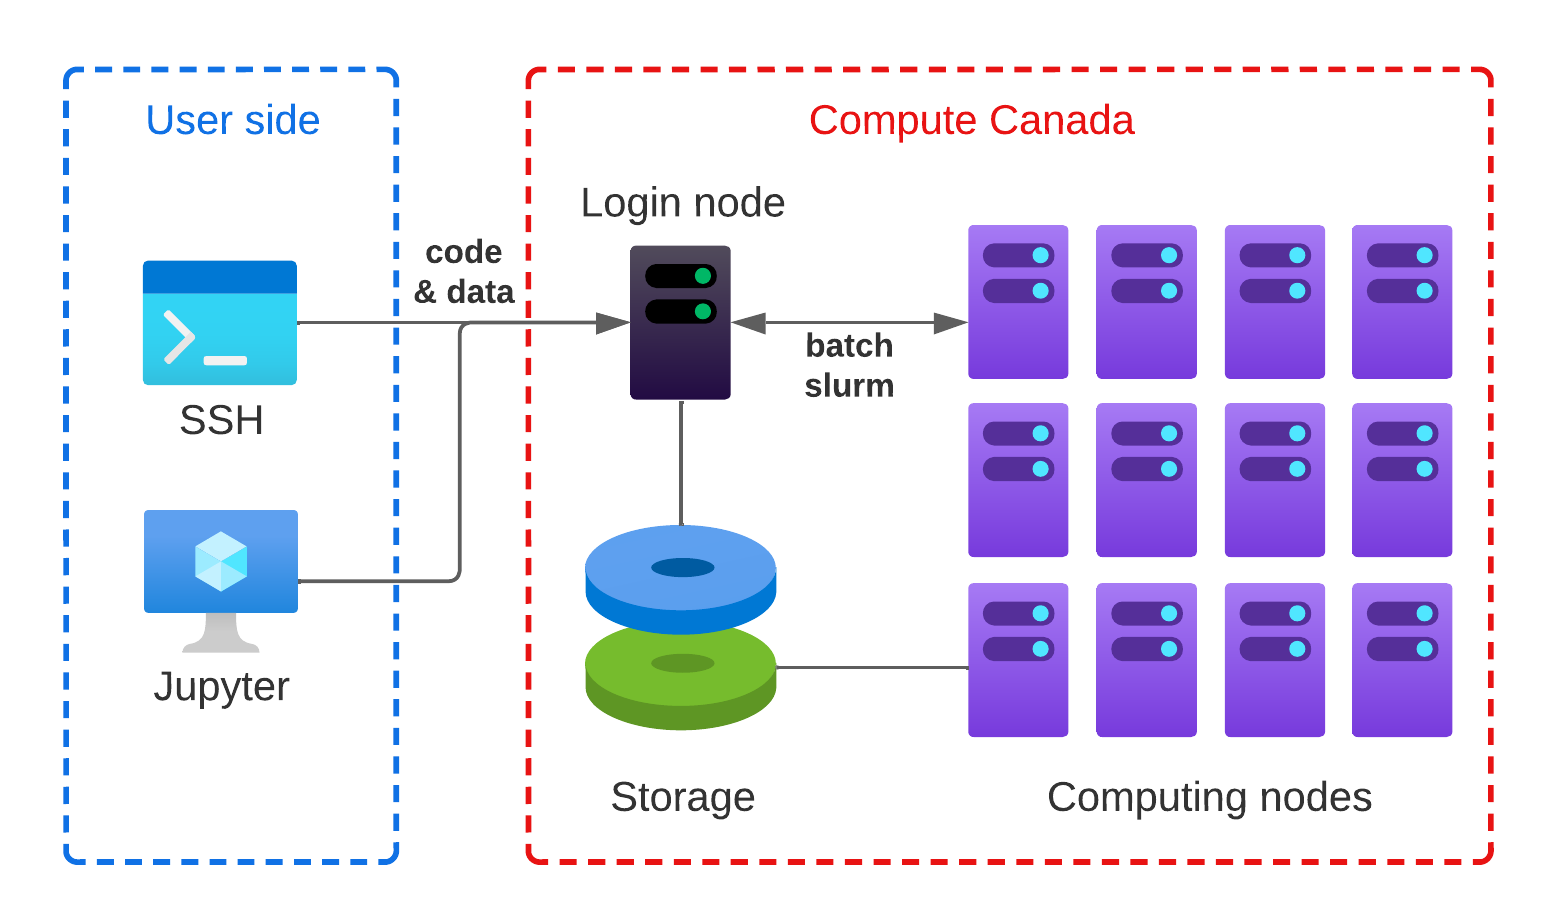 User side
Compute Canada
Login node
code
& data
batch
slurm
SSH
Jupyter
Storage
Computing nodes